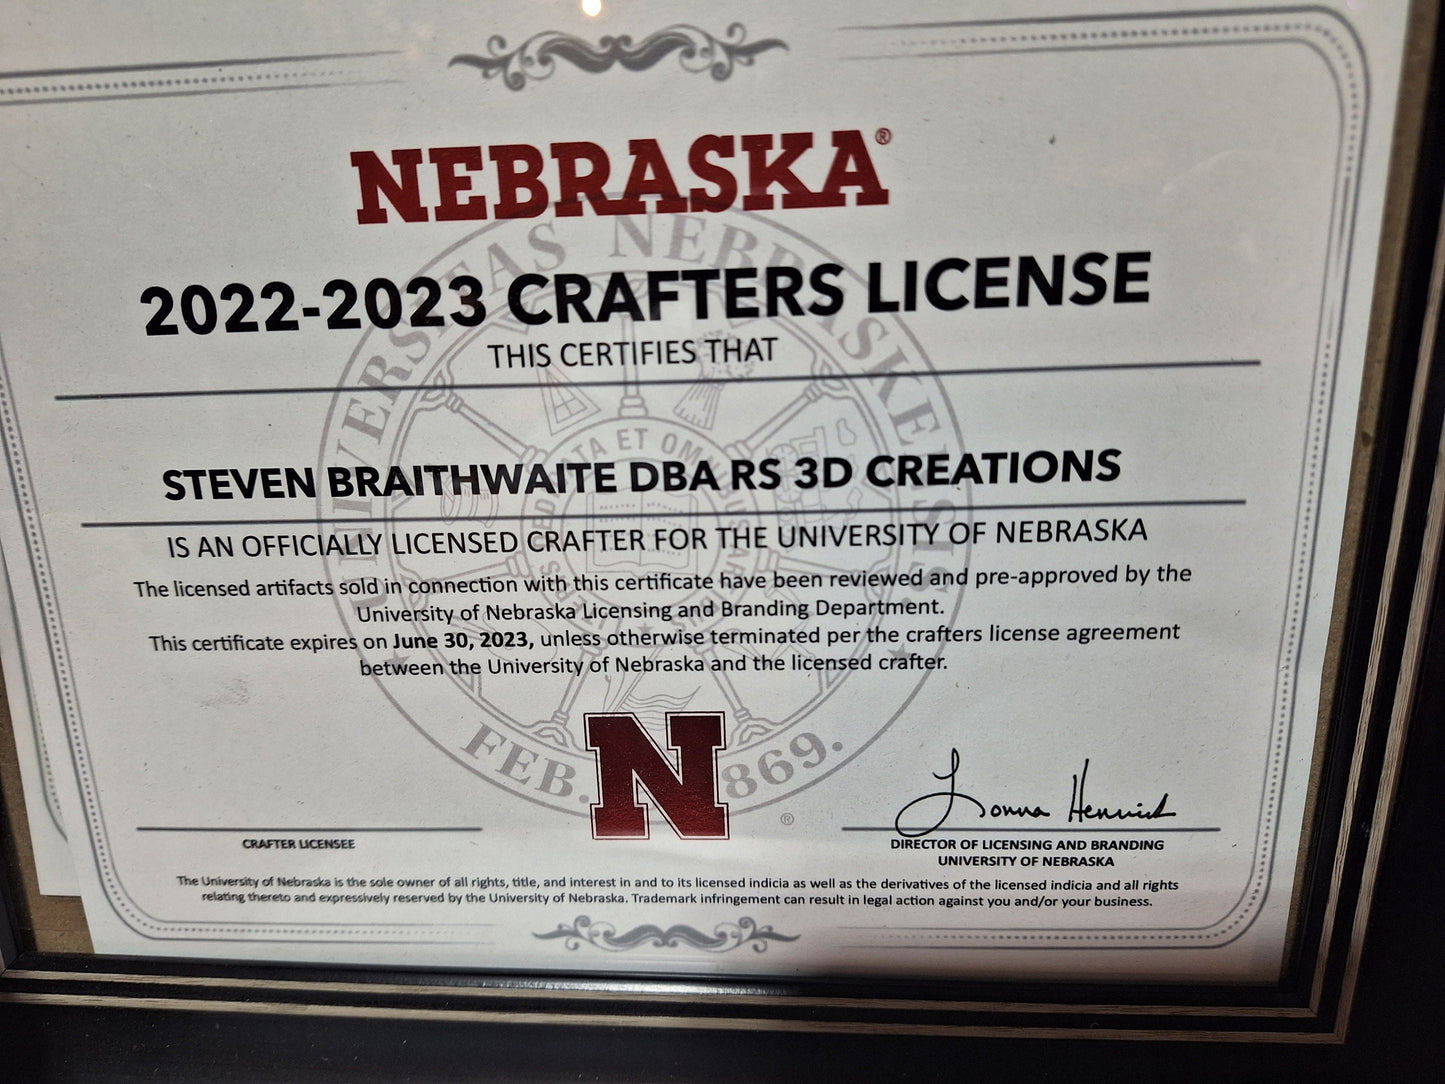 NEBRASKA®
2022-2023 CRAFTERS LICENSE
THIS CERTIFIES THAT
STEVEN BRAITHWAITE DBA RS 3D CREATIONS
IS AN OFFICIALLY LICENSED CRAFTER FOR THE UNIVERSITY OF NEBRASKA
The licensed artifacts sold in connection with this certificate have been reviewed and pre-approved by the
University of Nebraska Licensing and Branding Department.
This certificate expires on June 30, 2023, unless otherwise terminated per the crafters license agreement
between the University of Nebraska and the licensed crafter.
UNIVERSITAS NEBRASKENSIS
FEB. 1869.
N ®
CRAFTER LICENSEE
DIRECTOR OF LICENSING AND BRANDING
UNIVERSITY OF NEBRASKA
The University of Nebraska is the sole owner of all rights, title, and interest in and to its licensed indicia as well as the derivatives of the licensed indicia and all rights
relating thereto and expressively reserved by the University of Nebraska. Trademark infringement can result in legal action against you and/or your business.